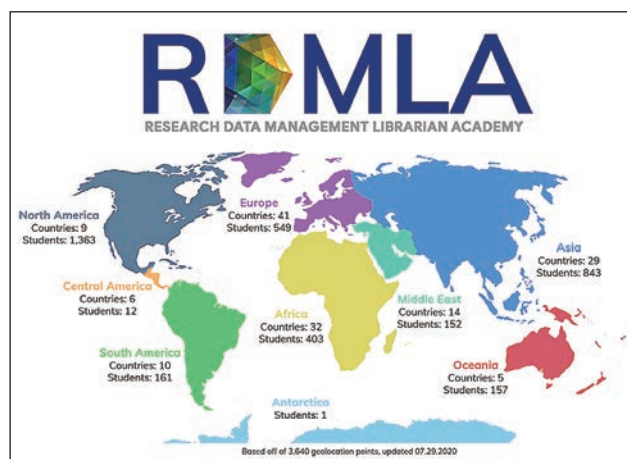 RDMLA
RESEARCH DATA MANAGEMENT LIBRARIAN ACADEMY
North America
Countries: 9
Students: 1,363
Europe
Countries: 41
Students: 549
Asia
Countries: 29
Students: 843
Central America
Countries: 6
Students: 12
Africa
Countries: 32
Students: 403
Middle East
Countries: 14
Students: 152
South America
Countries: 10
Students: 161
Oceania
Countries: 5
Students: 157
Antarctica
Students: 1
Based off of 3,640 geolocation points, updated 07.29.2020